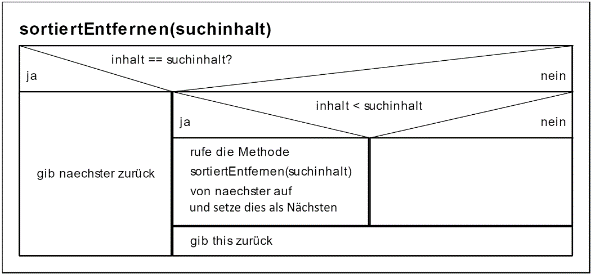 sortiertEntfernen(suchinhalt)
inhalt == suchinhalt?
ja
nein
inhalt < suchinhalt
ja
nein
gib naechster zurück
rufe die Methode
sortiertEntfernen(suchinhalt)
von naechster auf
und setze dies als Nächsten
gib this zurück